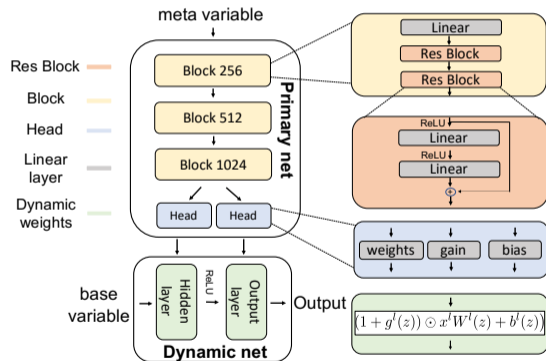 meta variable
Res Block
Block
Head
Linear
layer
Dynamic
weights
Block 256
Block 512
Block 1024
Primary net
Head
Head
Linear
Res Block
Res Block
ReLU
Linear
ReLU
Linear
+
weights
gain
bias
base
variable
Hidden
layer
ReLU
Output
layer
Output
Dynamic net
(1 + g^l(z)) ⊙ x^l W^l(z) + b^l(z))